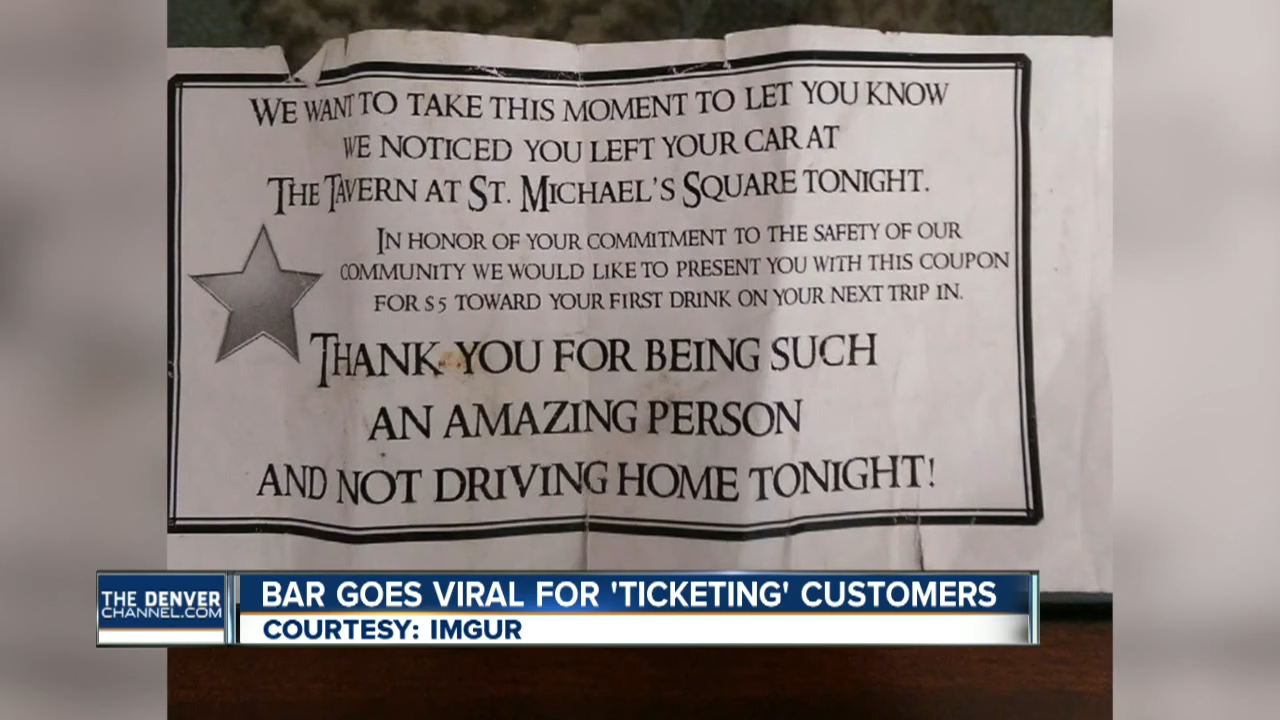 WE WANT TO TAKE THIS MOMENT TO LET YOU KNOW
WE NOTICED YOU LEFT YOUR CAR AT
THE TAVERN AT ST. MICHAEL'S SQUARE TONIGHT.
IN HONOR OF YOUR COMMITMENT TO THE SAFETY OF OUR
COMMUNITY WE WOULD LIKE TO PRESENT YOU WITH THIS COUPON
FOR $5 TOWARD YOUR FIRST DRINK ON YOUR NEXT TRIP IN.
THANK YOU FOR BEING SUCH
AN AMAZING PERSON
AND NOT DRIVING HOME TONIGHT!
THE DENVER
CHANNEL.COM
BAR GOES VIRAL FOR 'TICKETING' CUSTOMERS
COURTESY: IMGUR